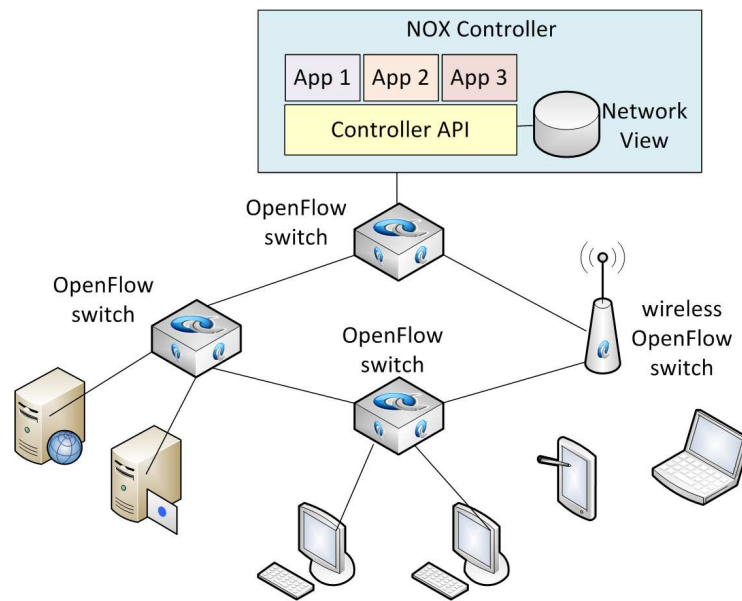 NOX Controller
App 1
App 2
App 3
Controller API
Network
View
OpenFlow
switch
OpenFlow
switch
OpenFlow
switch
wireless
OpenFlow
switch